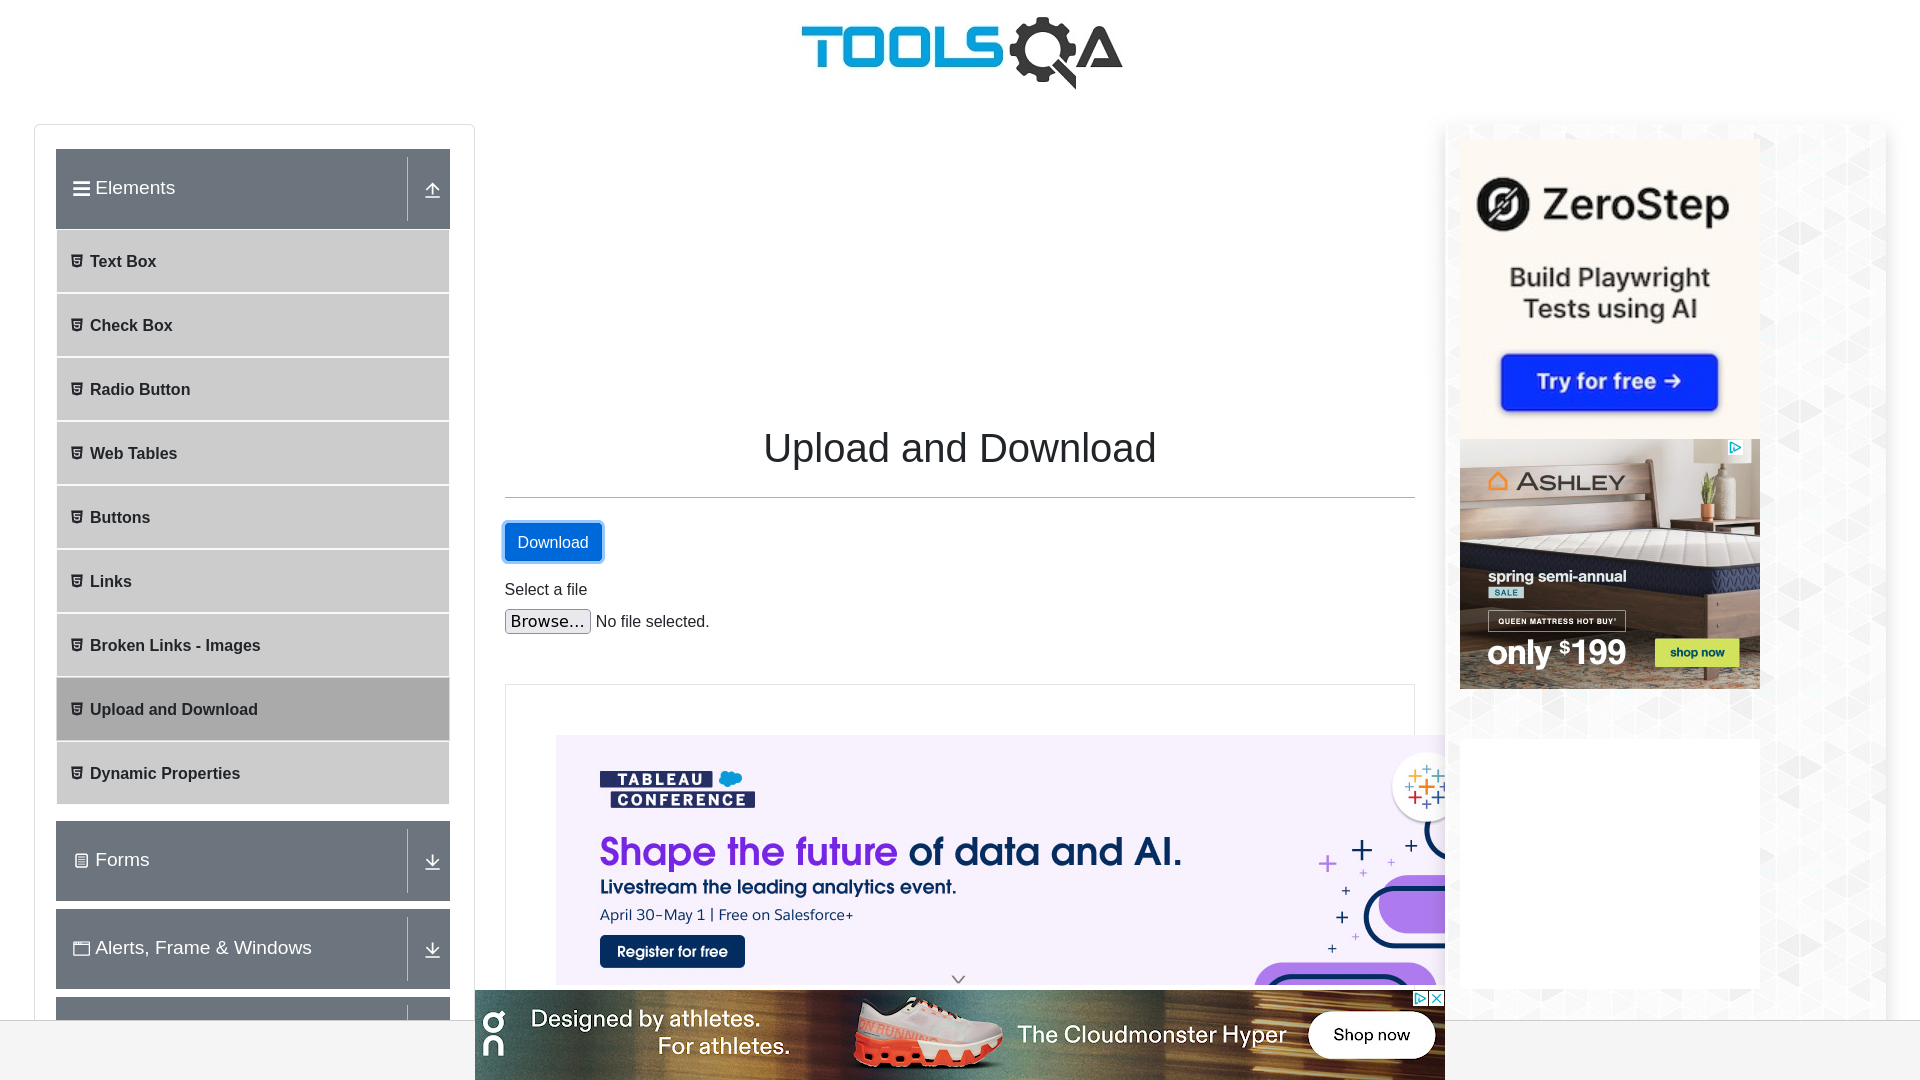 TOOLSQA
Elements
Text Box
Check Box
Radio Button
Web Tables
Buttons
Links
Broken Links - Images
Upload and Download
Dynamic Properties
Forms
Alerts, Frame & Windows
Upload and Download
Download
Select a file
Browse... No file selected.
TABLEAU
CONFERENCE
Shape the future of data and AI.
Livestream the leading analytics event.
April 30–May 1 | Free on Salesforce+
Register for free
on
Designed by athletes.
For athletes.
ON RUNNING
The Cloudmonster Hyper
Shop now
ZeroStep
Build Playwright
Tests using AI
Try for free →
ASHLEY
spring semi-annual
SALE
QUEEN MATTRESS HOT BUY*
only $199
shop now